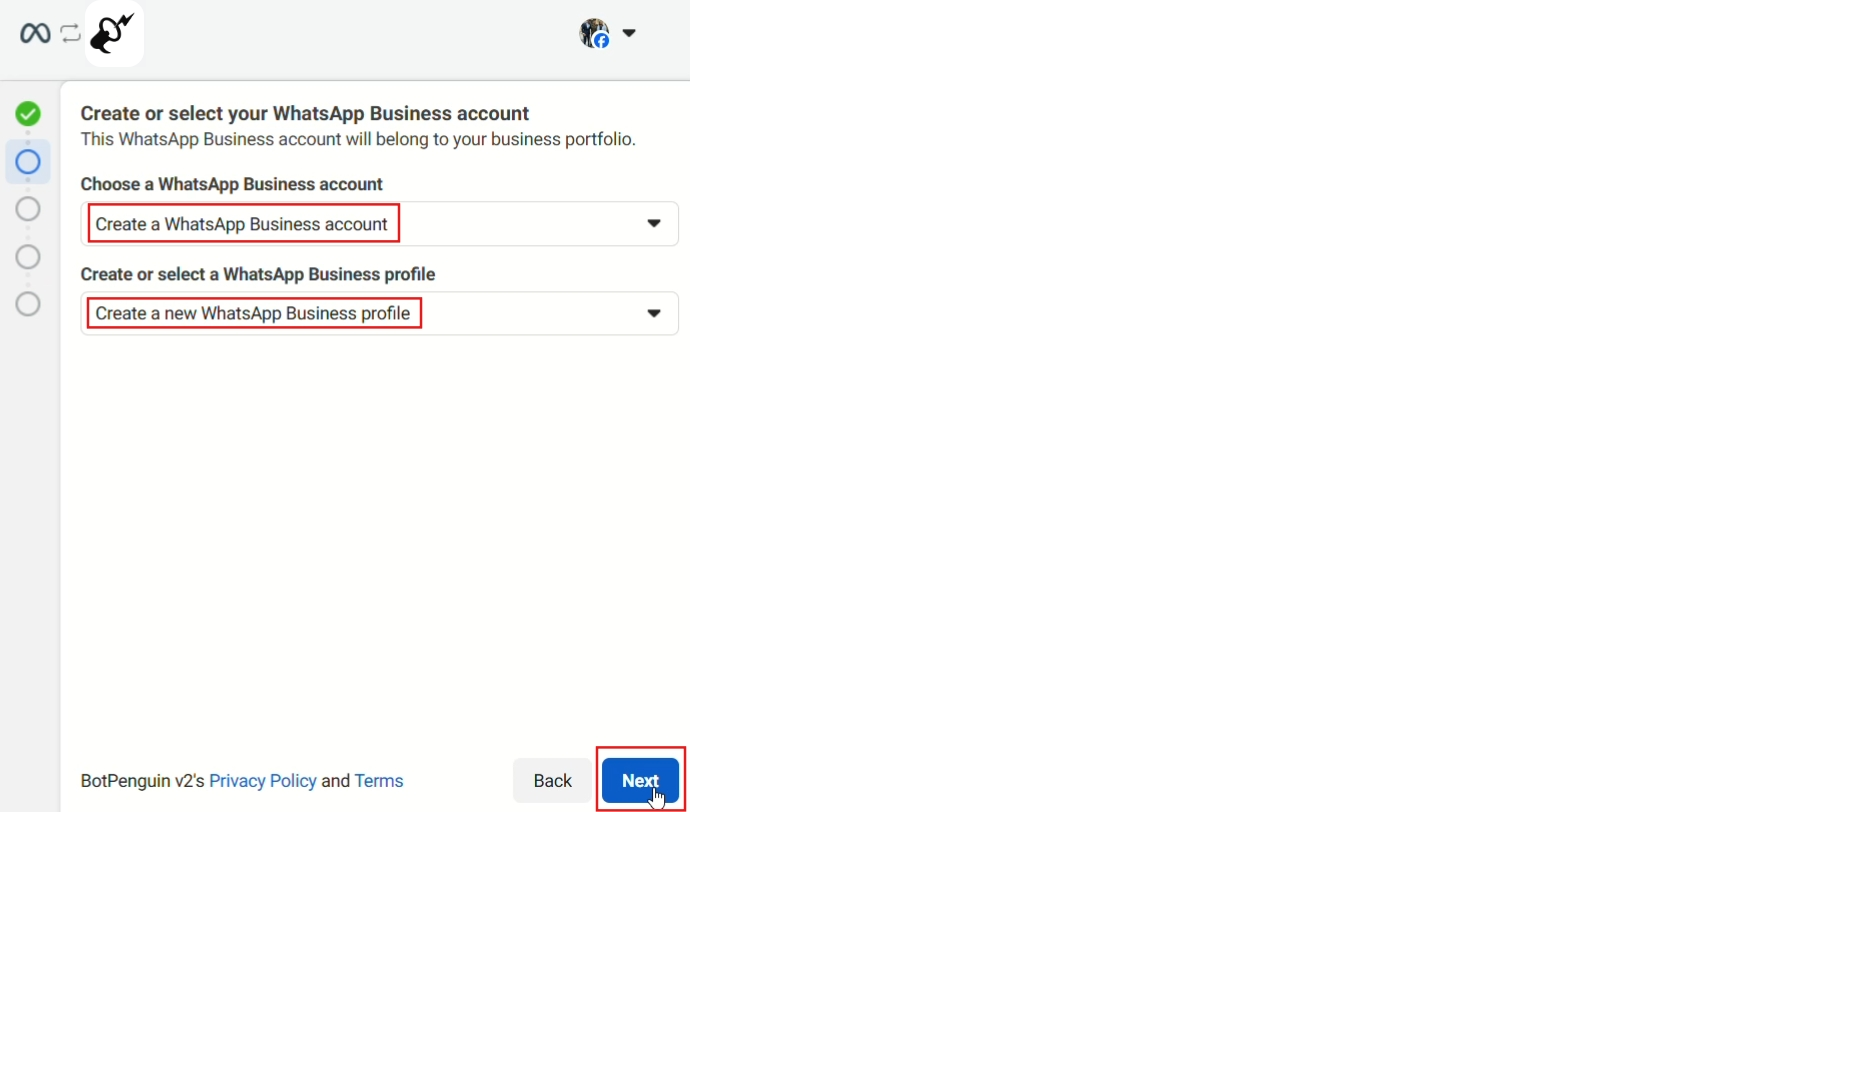 Create or select your WhatsApp Business account
This WhatsApp Business account will belong to your business portfolio.
Choose a WhatsApp Business account
Create a WhatsApp Business account
Create or select a WhatsApp Business profile
Create a new WhatsApp Business profile
BotPenguin v2's Privacy Policy and Terms
Back
Next